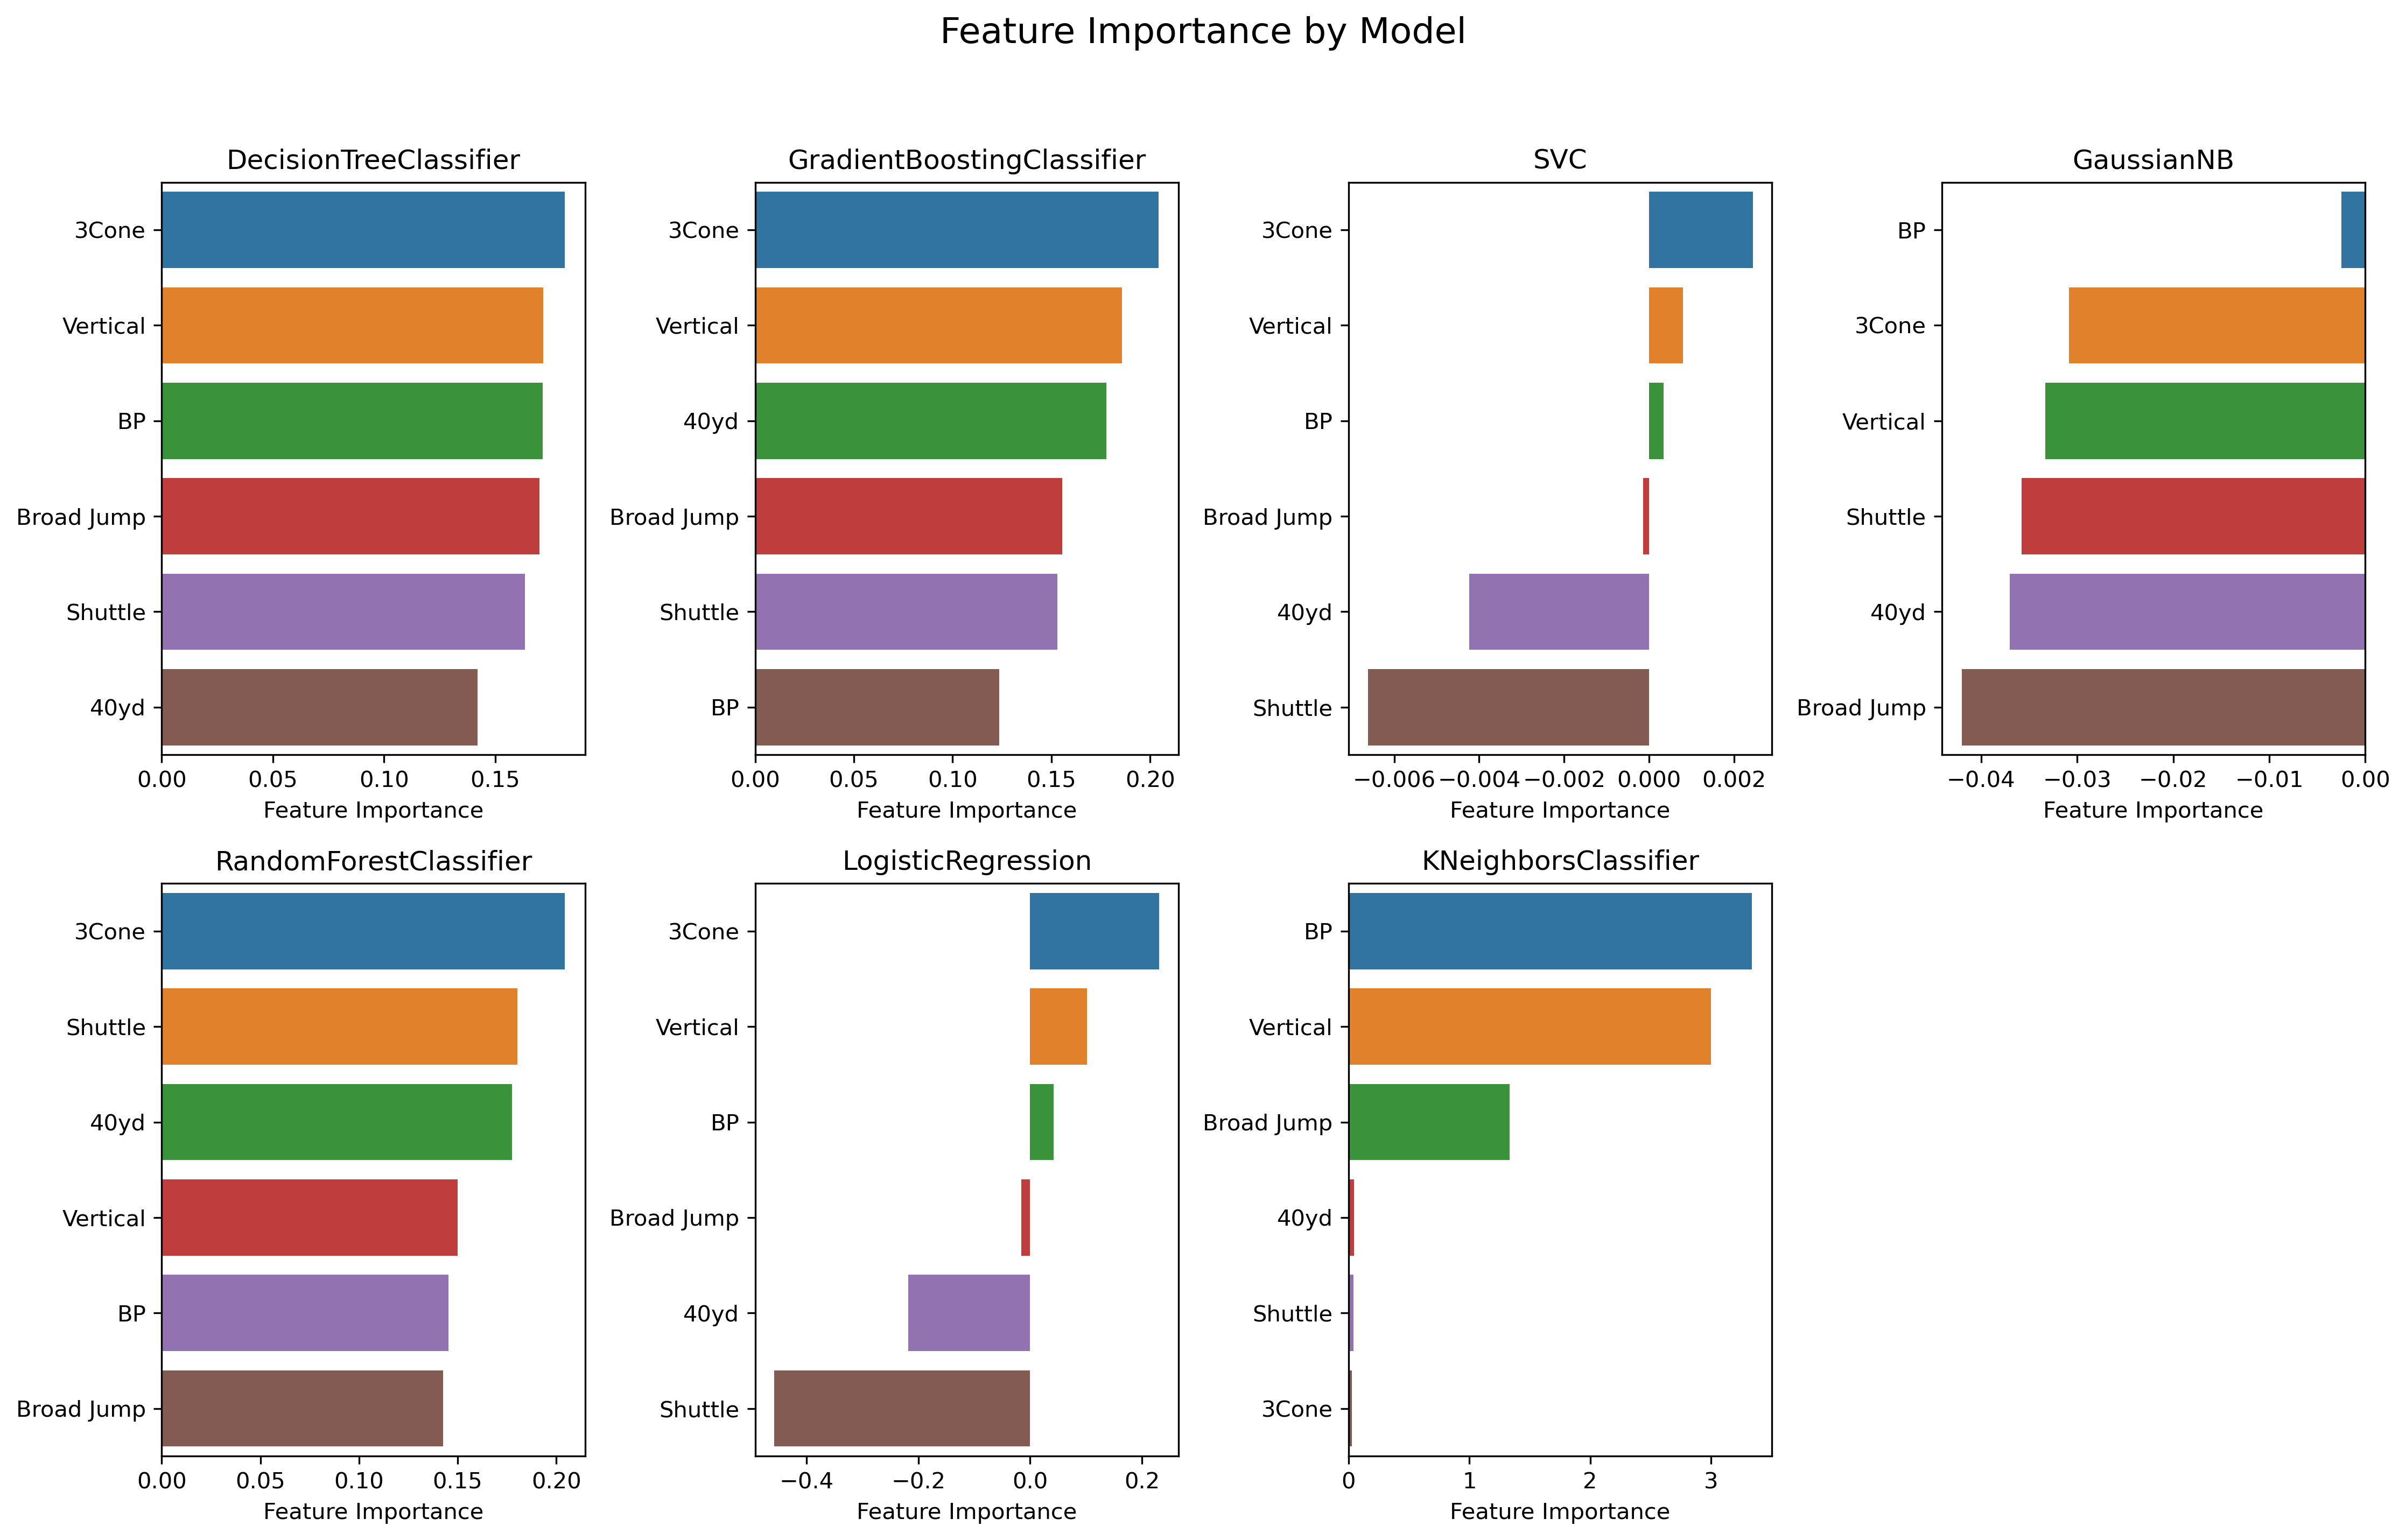 Feature Importance by Model
DecisionTreeClassifier
3Cone
Vertical
BP
Broad Jump
Shuttle
40yd
0.00 0.05 0.10 0.15
Feature Importance
GradientBoostingClassifier
3Cone
Vertical
40yd
Broad Jump
Shuttle
BP
0.00 0.05 0.10 0.15 0.20
Feature Importance
SVC
3Cone
Vertical
BP
Broad Jump
40yd
Shuttle
−0.006 −0.004 −0.002 0.000 0.002
Feature Importance
GaussianNB
BP
3Cone
Vertical
Shuttle
40yd
Broad Jump
−0.04 −0.03 −0.02 −0.01 0.00
Feature Importance
RandomForestClassifier
3Cone
Shuttle
40yd
Vertical
BP
Broad Jump
0.00 0.05 0.10 0.15 0.20
Feature Importance
LogisticRegression
3Cone
Vertical
BP
Broad Jump
40yd
Shuttle
−0.4 −0.2 0.0 0.2
Feature Importance
KNeighborsClassifier
BP
Vertical
Broad Jump
40yd
Shuttle
3Cone
0 1 2 3
Feature Importance